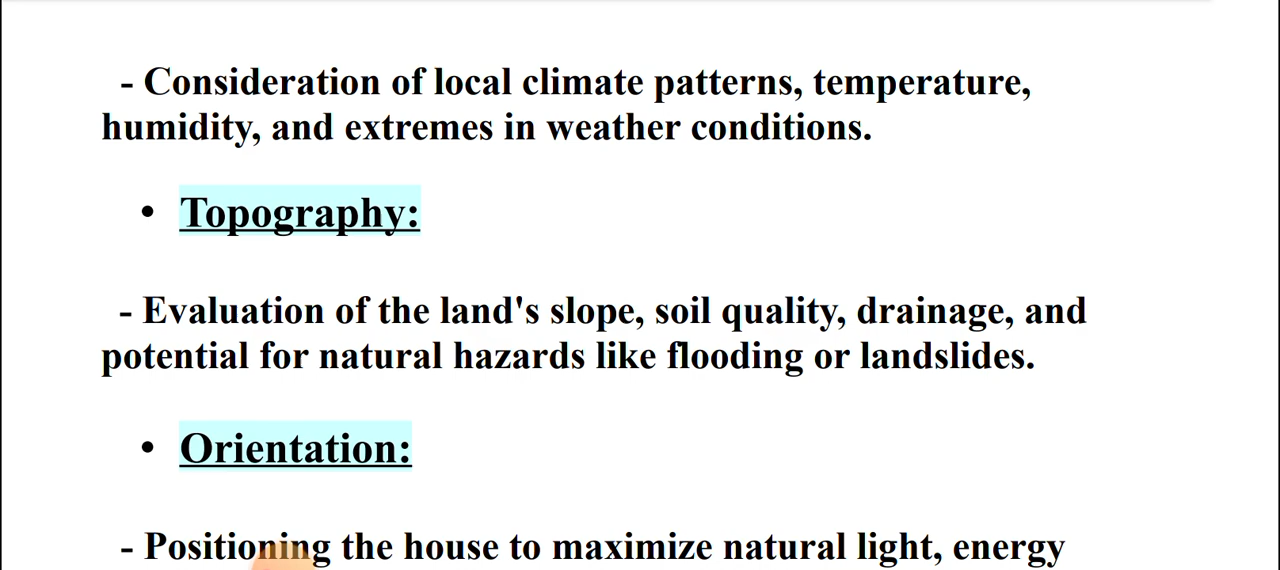 - Consideration of local climate patterns, temperature,
humidity, and extremes in weather conditions.
• Topography:
- Evaluation of the land's slope, soil quality, drainage, and
potential for natural hazards like flooding or landslides.
• Orientation:
- Positioning the house to maximize natural light, energy